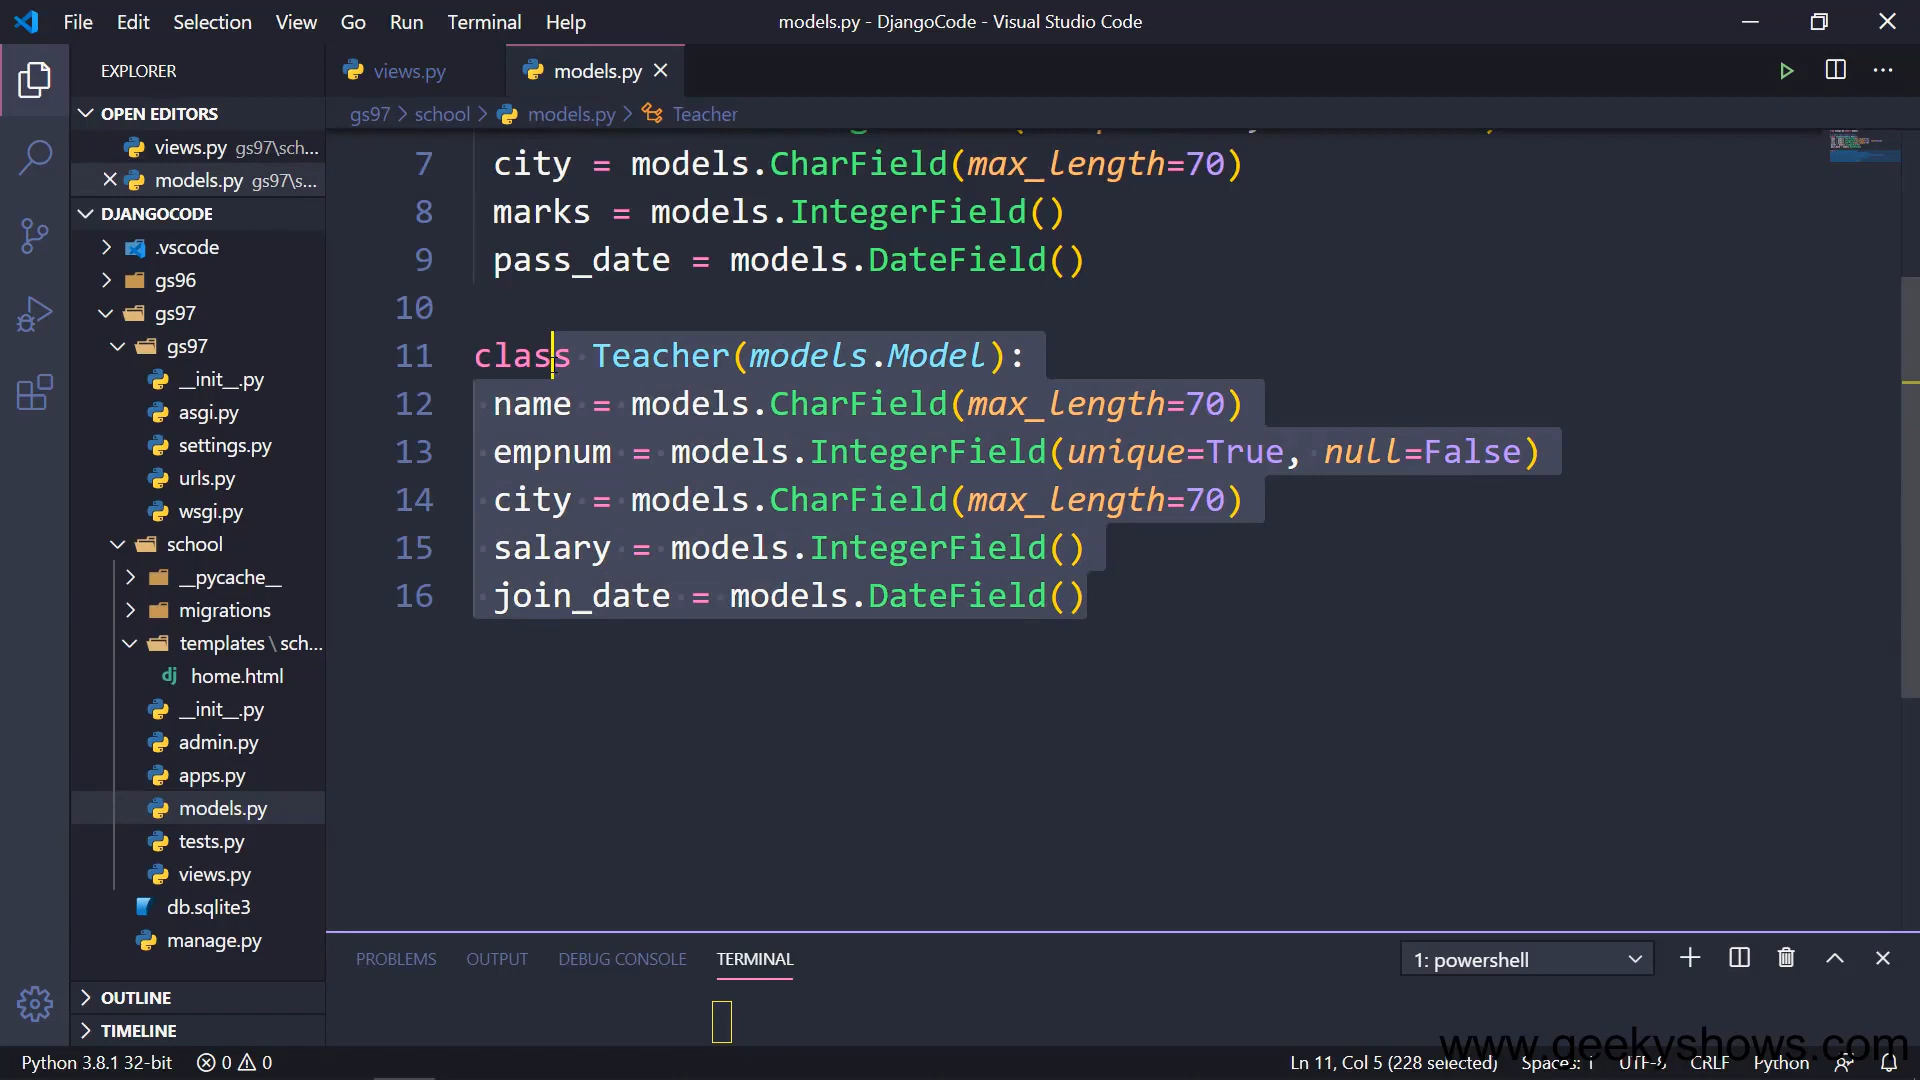 File Edit Selection View Go Run Terminal Help
models.py - DjangoCode - Visual Studio Code
EXPLORER
views.py
models.py
gs97 > school > models.py > Teacher
OPEN EDITORS
views.py gs97\sch...
models.py gs97\s...
DJANGOCODE
.vscode
gs96
gs97
gs97
__init__.py
asgi.py
settings.py
urls.py
wsgi.py
school
__pycache__
migrations
templates\sch...
home.html
__init__.py
admin.py
apps.py
models.py
tests.py
views.py
db.sqlite3
manage.py
OUTLINE
TIMELINE
7 city = models.CharField(max_length=70)
8 marks = models.IntegerField()
9 pass_date = models.DateField()
10
11 class Teacher(models.Model):
12 name = models.CharField(max_length=70)
13 empnum = models.IntegerField(unique=True, null=False)
14 city = models.CharField(max_length=70)
15 salary = models.IntegerField()
16 join_date = models.DateField()
PROBLEMS OUTPUT DEBUG CONSOLE TERMINAL
1: powershell
www.geekyshows.com
Python 3.8.1 32-bit 0 0
Ln 11, Col 5 (228 selected) Spaces: 1 UTF-8 CRLF Python